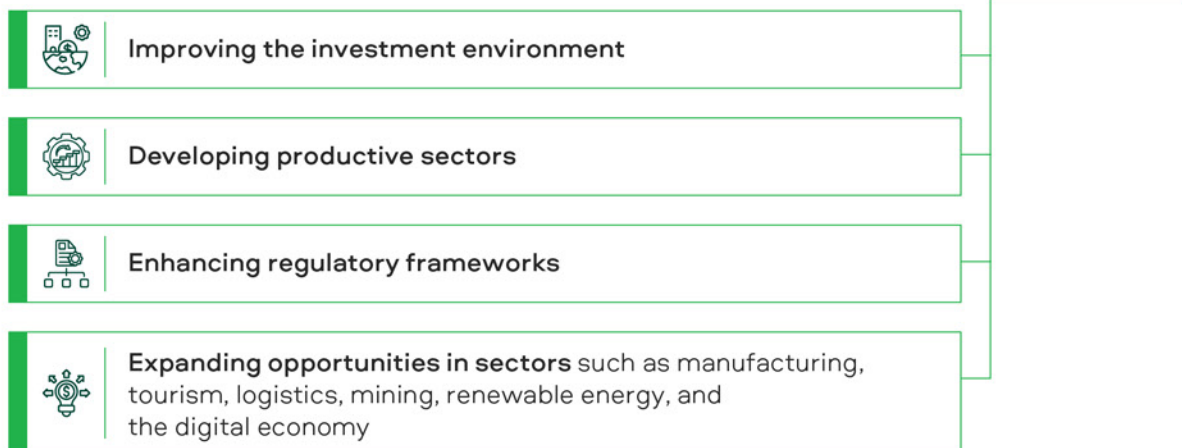 Improving the investment environment
Developing productive sectors
Enhancing regulatory frameworks
Expanding opportunities in sectors such as manufacturing,
tourism, logistics, mining, renewable energy, and
the digital economy